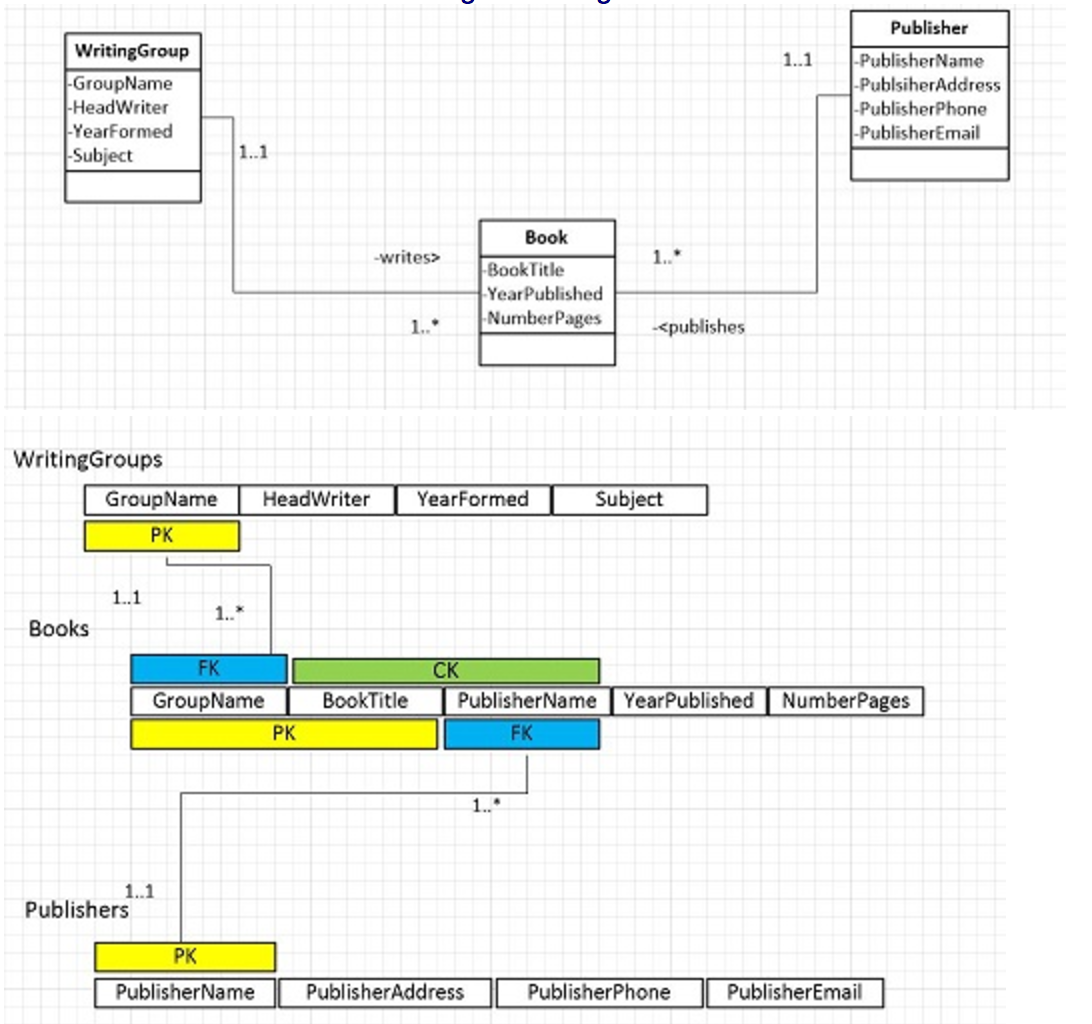 WritingGroup
-GroupName
-HeadWriter
-YearFormed
-Subject
1..1
Publisher
-PublisherName
-PublsiherAddress
-PublisherPhone
-PublisherEmail
1..1
Book
-BookTitle
-YearPublished
-NumberPages
-writes>
1..*
1..*
-<publishes
WritingGroups
GroupName HeadWriter YearFormed Subject
PK
1..1
1..*
Books
FK CK
GroupName BookTitle PublisherName YearPublished NumberPages
PK FK
1..*
1..1
Publishers
PK
PublisherName PublisherAddress PublisherPhone PublisherEmail